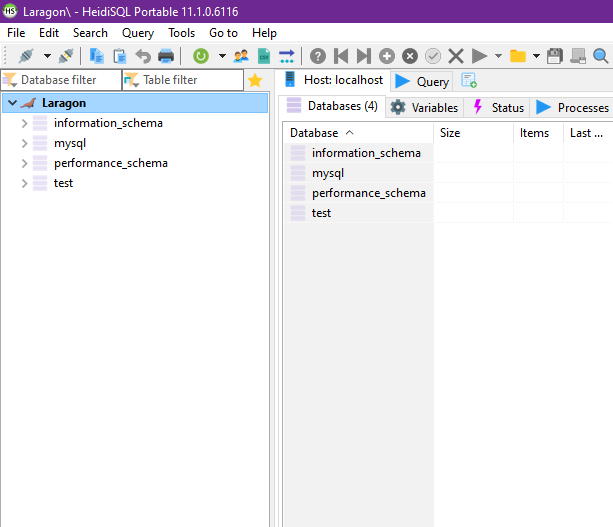 HS Laragon\ - HeidiSQL Portable 11.1.0.6116
File Edit Search Query Tools Go to Help
Database filter Table filter
Host: localhost Query
Laragon
information_schema
mysql
performance_schema
test
Databases (4) Variables Status Processes
Database Size Items Last ...
information_schema
mysql
performance_schema
test